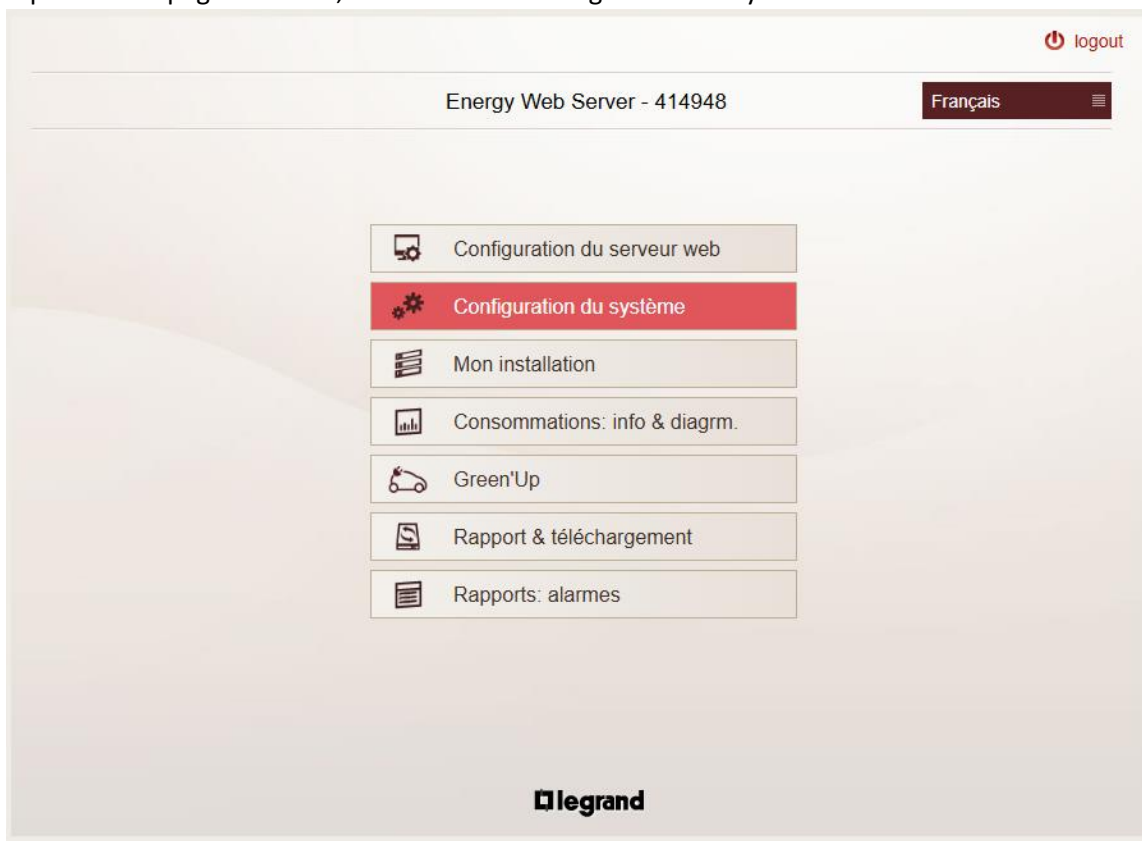 logout
Energy Web Server - 414948
Français
Configuration du serveur web
Configuration du système
Mon installation
Consommations: info & diagrm.
Green'Up
Rapport & téléchargement
Rapports: alarmes
legrand